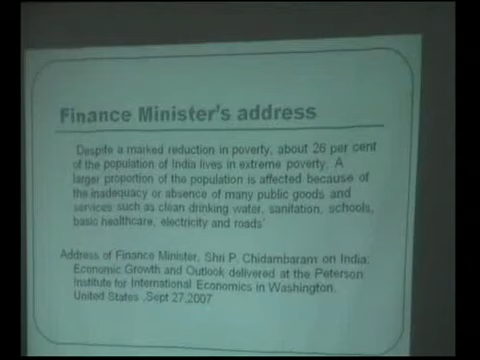 Finance Minister's address
Despite a marked reduction in poverty, about 26 per cent
of the population of India lives in extreme poverty. A
larger proportion of the population is affected because of
the inadequacy or absence of many public goods and
services such as clean drinking water, sanitation, schools,
basic healthcare, electricity and roads'
Address of Finance Minister, Shri P. Chidambaram on India:
Economic Growth and Outlook delivered at the Peterson
Institute for International Economics in Washington.
United States ,Sept 27,2007